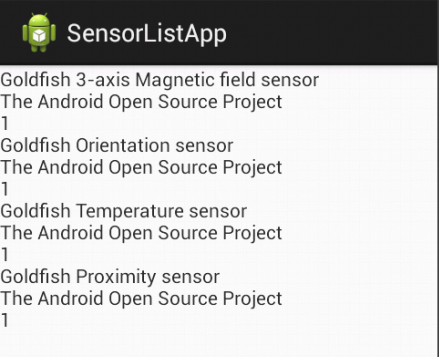 SensorListApp
Goldfish 3-axis Magnetic field sensor
The Android Open Source Project
1
Goldfish Orientation sensor
The Android Open Source Project
1
Goldfish Temperature sensor
The Android Open Source Project
1
Goldfish Proximity sensor
The Android Open Source Project
1